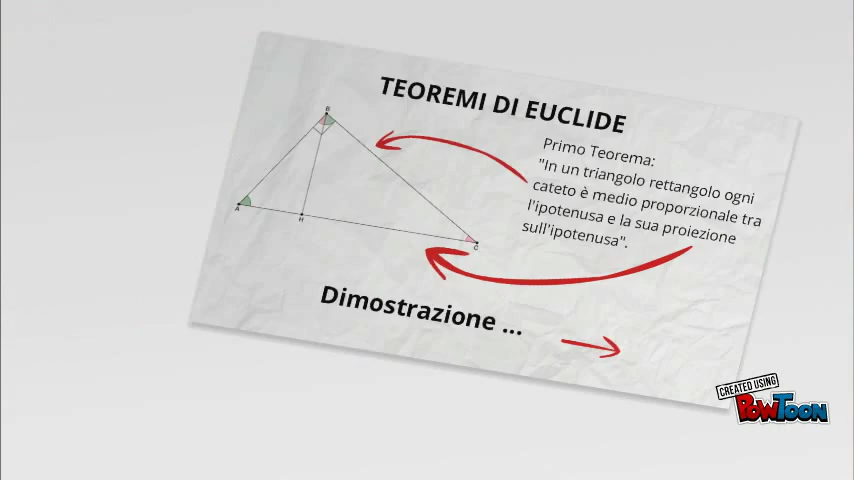 TEOREMI DI EUCLIDE
B
A
H
C
Primo Teorema:
"In un triangolo rettangolo ogni
cateto è medio proporzionale tra
l'ipotenusa e la sua proiezione
sull'ipotenusa".
Dimostrazione ...
CREATED USING
POWTOON